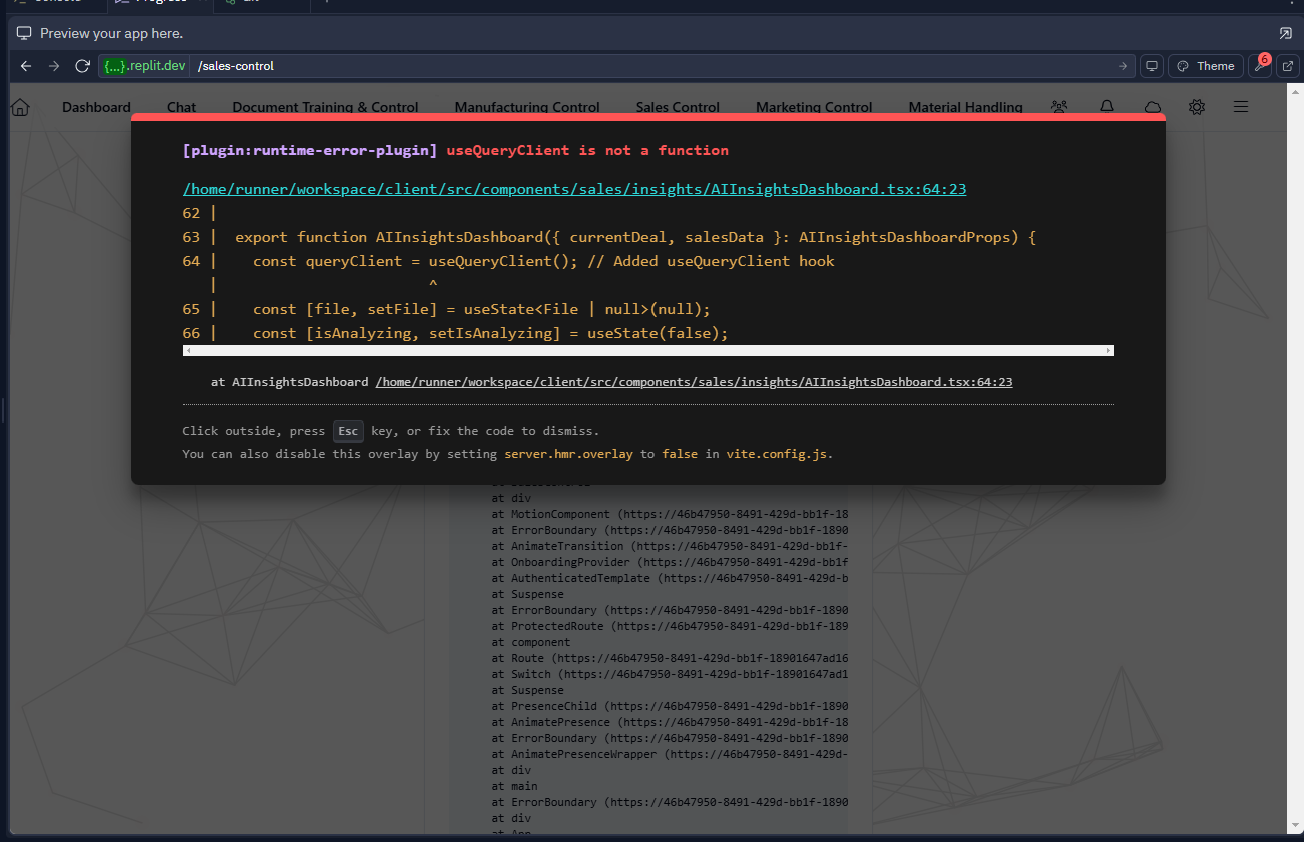 Preview your app here.
{...}.replit.dev /sales-control → Theme 6
Dashboard Chat Document Training & Control Manufacturing Control Sales Control Marketing Control Material Handling
[plugin:runtime-error-plugin] useQueryClient is not a function
/home/runner/workspace/client/src/components/sales/insights/AIInsightsDashboard.tsx:64:23
62 |
63 | export function AIInsightsDashboard({ currentDeal, salesData }: AIInsightsDashboardProps) {
64 | const queryClient = useQueryClient(); // Added useQueryClient hook
| ^
65 | const [file, setFile] = useState<File | null>(null);
66 | const [isAnalyzing, setIsAnalyzing] = useState(false);
at AIInsightsDashboard /home/runner/workspace/client/src/components/sales/insights/AIInsightsDashboard.tsx:64:23
Click outside, press Esc key, or fix the code to dismiss.
You can also disable this overlay by setting server.hmr.overlay to false in vite.config.js.
at div
at MotionComponent (https://46b47950-8491-429d-bb1f-18
at ErrorBoundary (https://46b47950-8491-429d-bb1f-1890
at AnimateTransition (https://46b47950-8491-429d-bb1f-
at OnboardingProvider (https://46b47950-8491-429d-bb1f
at AuthenticatedTemplate (https://46b47950-8491-429d-b
at Suspense
at ErrorBoundary (https://46b47950-8491-429d-bb1f-1890
at ProtectedRoute (https://46b47950-8491-429d-bb1f-189
at component
at Route (https://46b47950-8491-429d-bb1f-18901647ad16
at Switch (https://46b47950-8491-429d-bb1f-18901647ad1
at Suspense
at PresenceChild (https://46b47950-8491-429d-bb1f-1890
at AnimatePresence (https://46b47950-8491-429d-bb1f-18
at ErrorBoundary (https://46b47950-8491-429d-bb1f-1890
at AnimatePresenceWrapper (https://46b47950-8491-429d-
at div
at main
at ErrorBoundary (https://46b47950-8491-429d-bb1f-1890
at div
at App